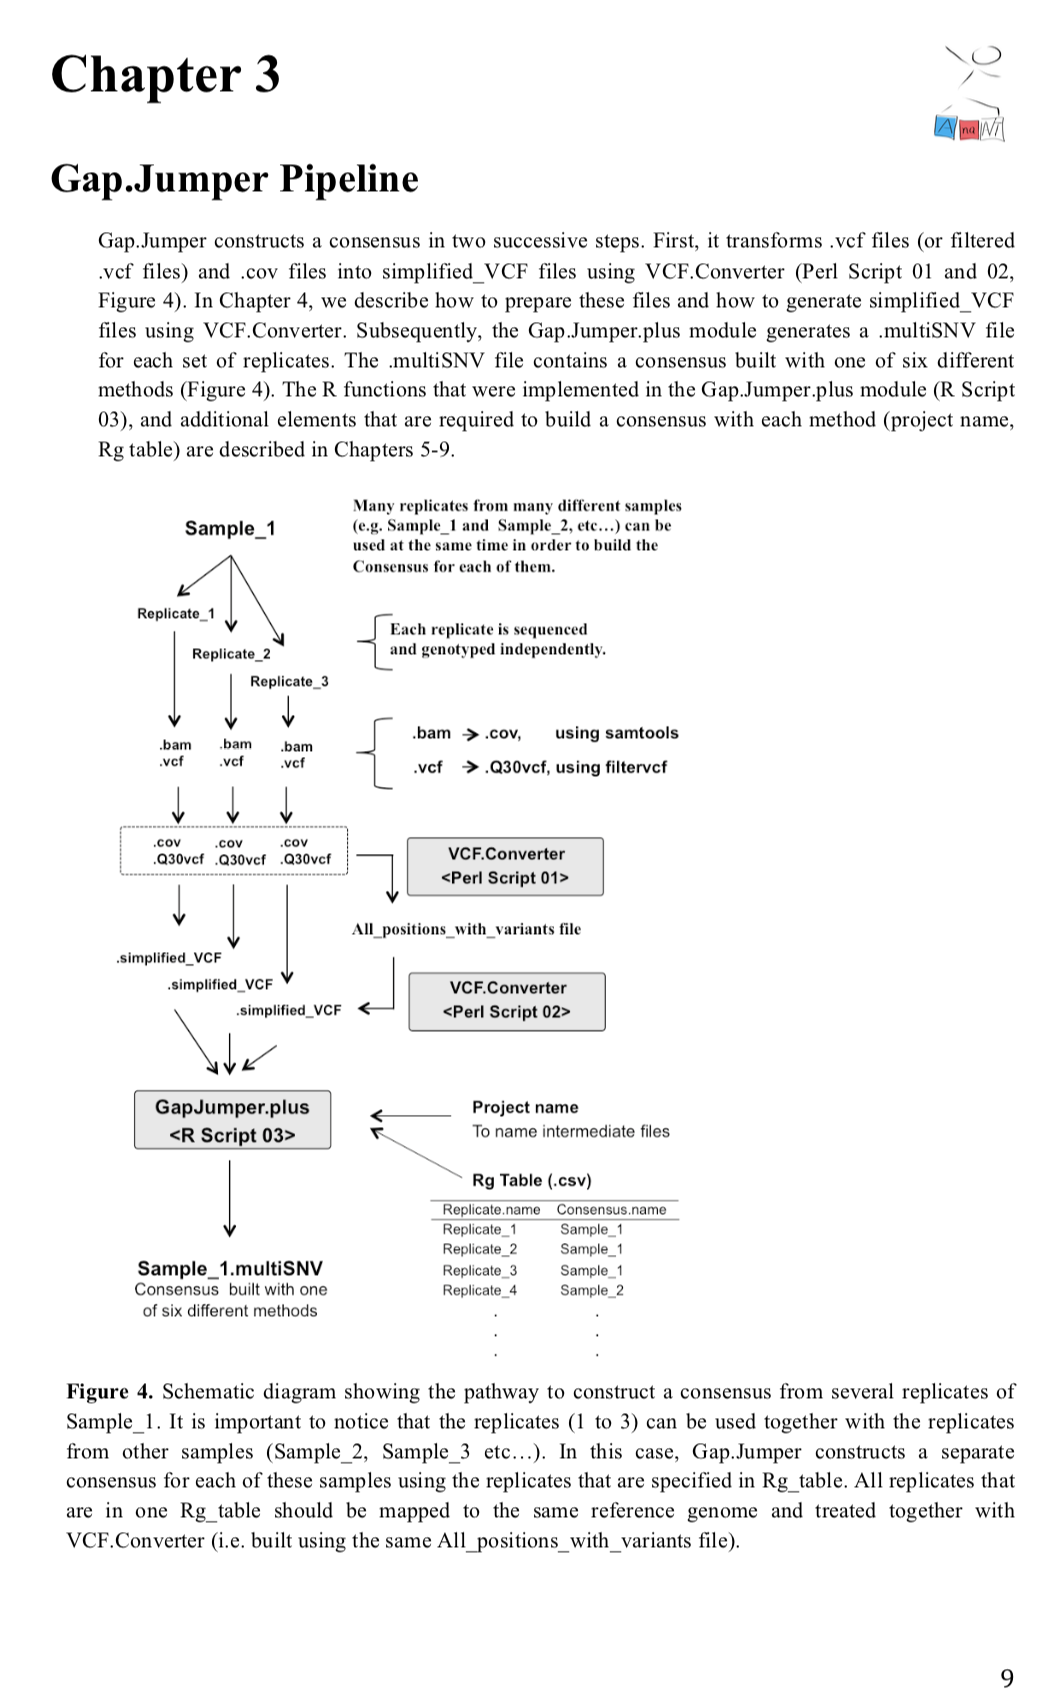 Chapter 3
A na Ni
Gap.Jumper Pipeline
Gap.Jumper constructs a consensus in two successive steps. First, it transforms .vcf files (or filtered
.vcf files) and .cov files into simplified_VCF files using VCF.Converter (Perl Script 01 and 02,
Figure 4). In Chapter 4, we describe how to prepare these files and how to generate simplified_VCF
files using VCF.Converter. Subsequently, the Gap.Jumper.plus module generates a .multiSNV file
for each set of replicates. The .multiSNV file contains a consensus built with one of six different
methods (Figure 4). The R functions that were implemented in the Gap.Jumper.plus module (R Script
03), and additional elements that are required to build a consensus with each method (project name,
Rg table) are described in Chapters 5-9.
Many replicates from many different samples
(e.g. Sample_1 and Sample_2, etc...) can be
used at the same time in order to build the
Consensus for each of them.
Sample_1
Replicate_1
Replicate_2
Replicate_3
Each replicate is sequenced
and genotyped independently.
.bam .bam .bam
.vcf .vcf .vcf
.bam → .cov, using samtools
.vcf → .Q30vcf, using filtervcf
.cov .cov .cov
.Q30vcf .Q30vcf .Q30vcf
VCF.Converter
<Perl Script 01>
All_positions_with_variants file
.simplified_VCF
.simplified_VCF
.simplified_VCF
VCF.Converter
<Perl Script 02>
GapJumper.plus
<R Script 03>
Project name
To name intermediate files
Rg Table (.csv)
Replicate.name Consensus.name
Replicate_1 Sample_1
Replicate_2 Sample_1
Replicate_3 Sample_1
Replicate_4 Sample_2
. .
. .
. .
Sample_1.multiSNV
Consensus built with one
of six different methods
Figure 4. Schematic diagram showing the pathway to construct a consensus from several replicates of
Sample_1. It is important to notice that the replicates (1 to 3) can be used together with the replicates
from other samples (Sample_2, Sample_3 etc...). In this case, Gap.Jumper constructs a separate
consensus for each of these samples using the replicates that are specified in Rg_table. All replicates that
are in one Rg_table should be mapped to the same reference genome and treated together with
VCF.Converter (i.e. built using the same All_positions_with_variants file).
9